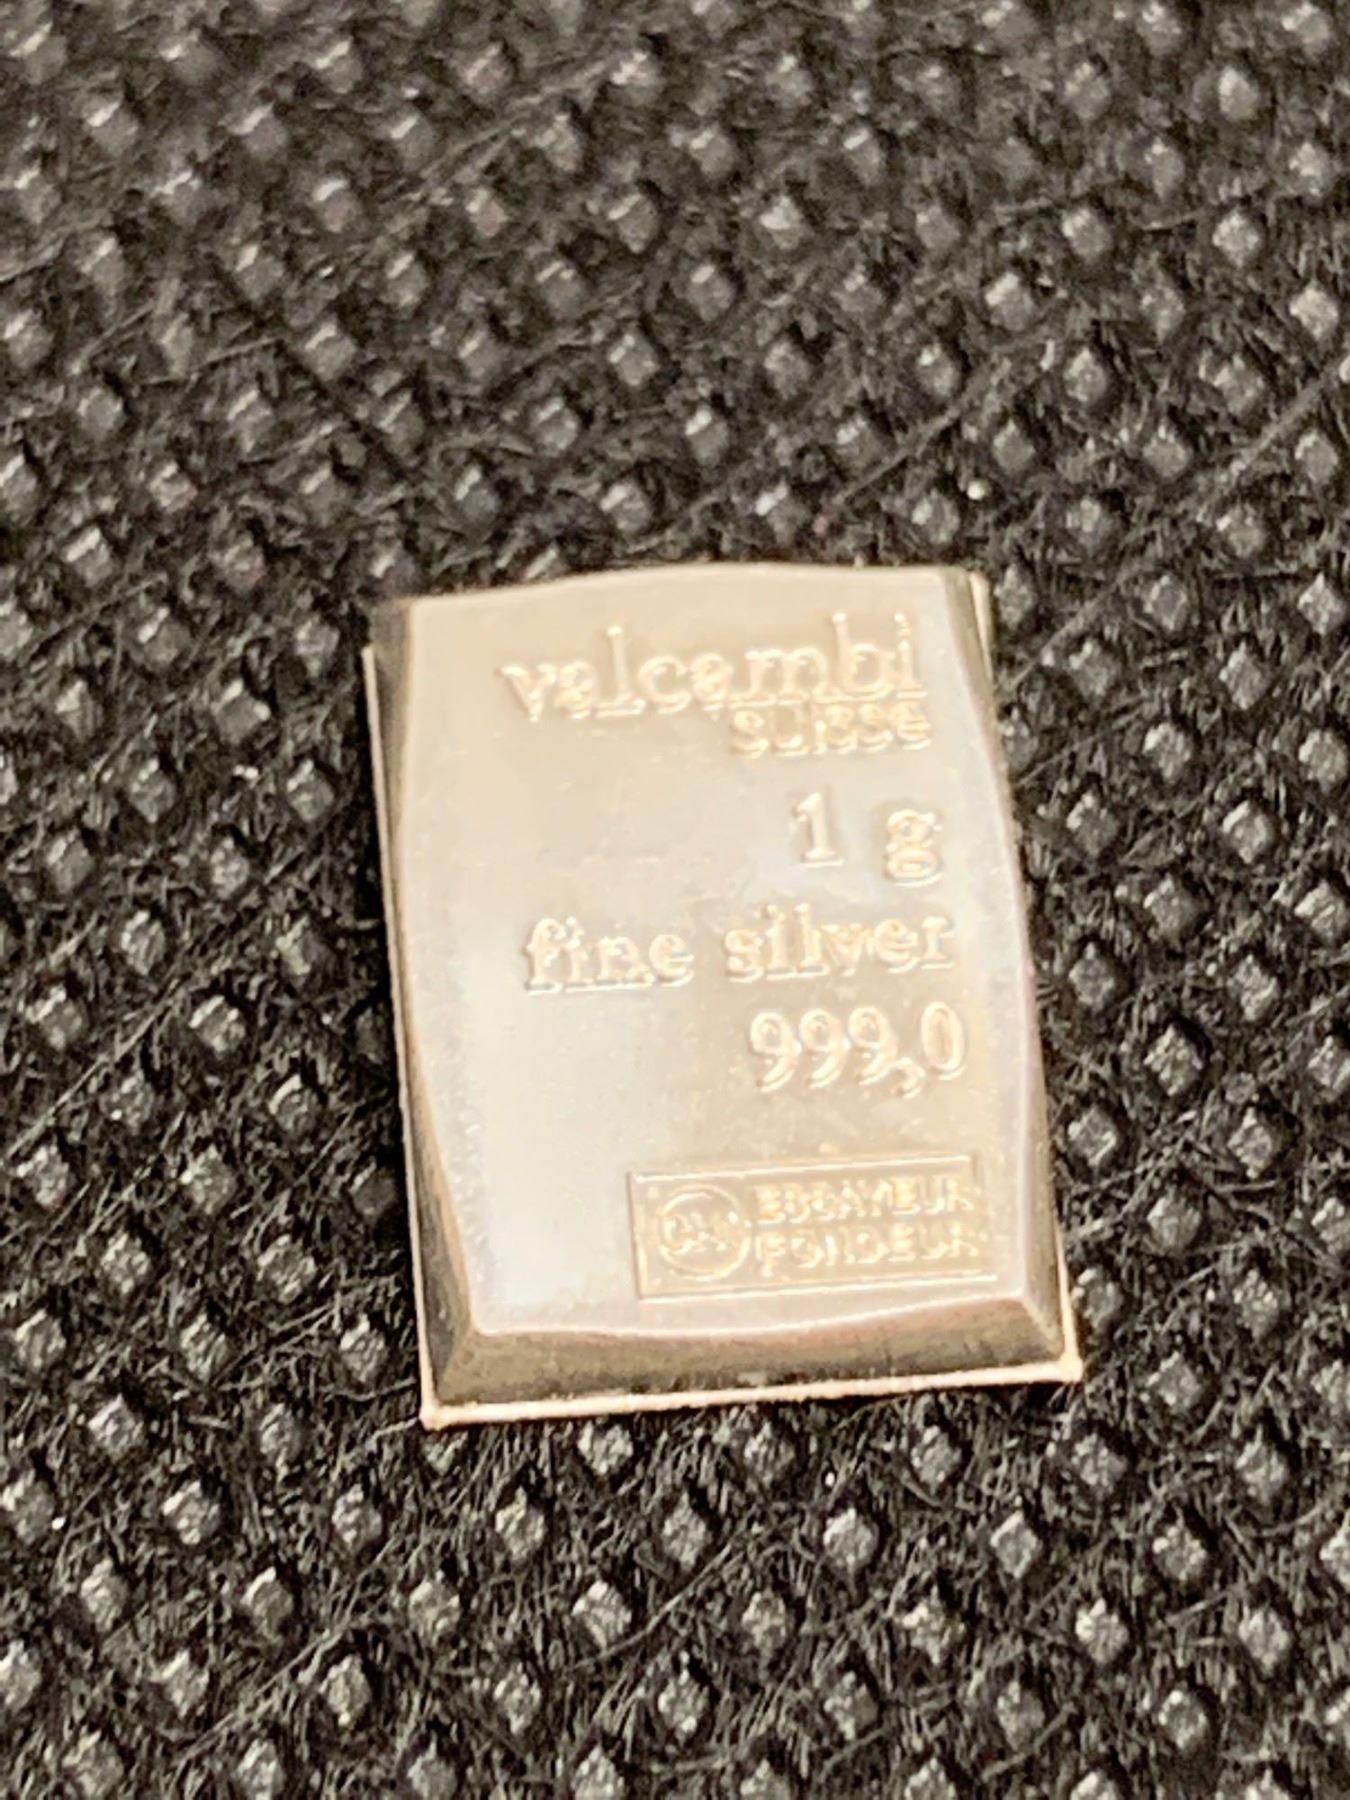 valcambi
suisse
1 g
fine silver
999,0
ESSAYEUR
FONDEUR